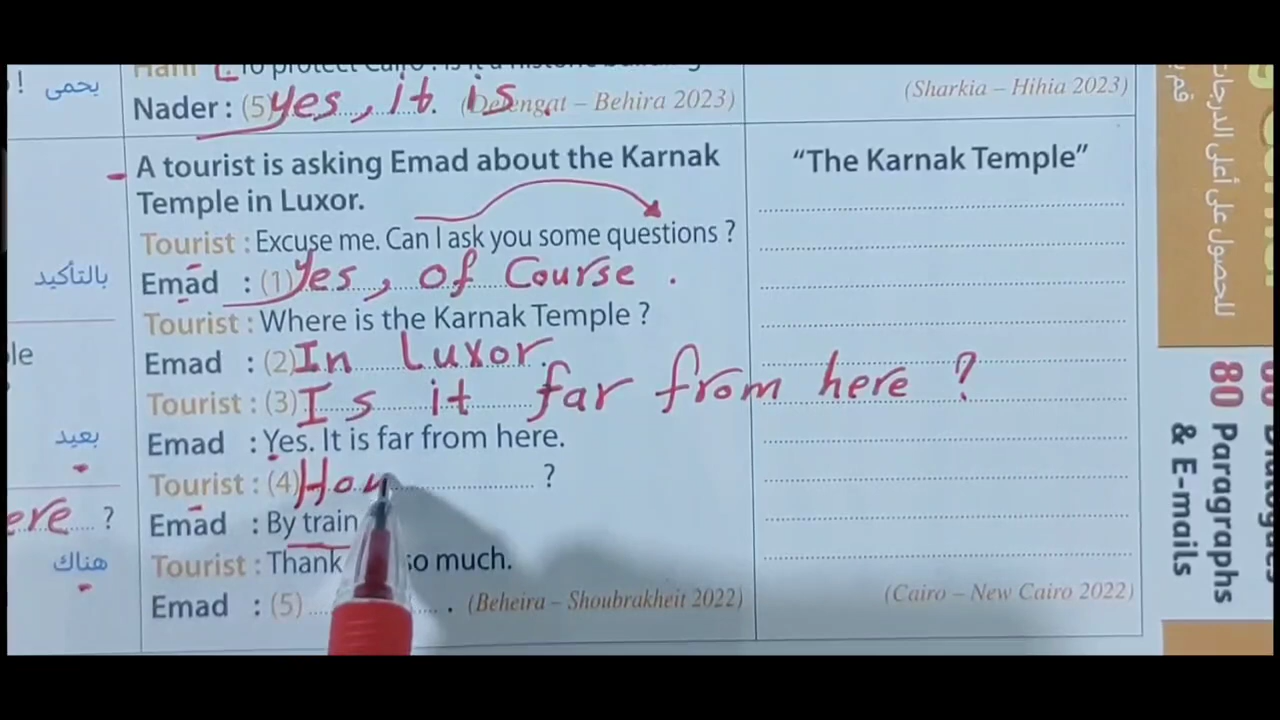 يحمى
! 
Nader : (5) Yes, it is. (Delengat – Behira 2023)
(Sharkia – Hihia 2023)
A tourist is asking Emad about the Karnak
Temple in Luxor.
Tourist : Excuse me. Can I ask you some questions ?
بالتأكيد
Emad : (1) Yes, of Course .
Tourist : Where is the Karnak Temple ?
Emad : (2) In Luxor.
Tourist : (3) Is it far from here ?
بعيد
Emad : Yes. It is far from here.
Tourist : (4) How ?
ere ?
Emad : By train
هناك
Tourist : Thank so much.
Emad : (5) . (Beheira – Shoubrakheit 2022)
"The Karnak Temple"
(Cairo – New Cairo 2022)
للحصول على أعلى الدرجات
80 Paragraphs
& E-mails